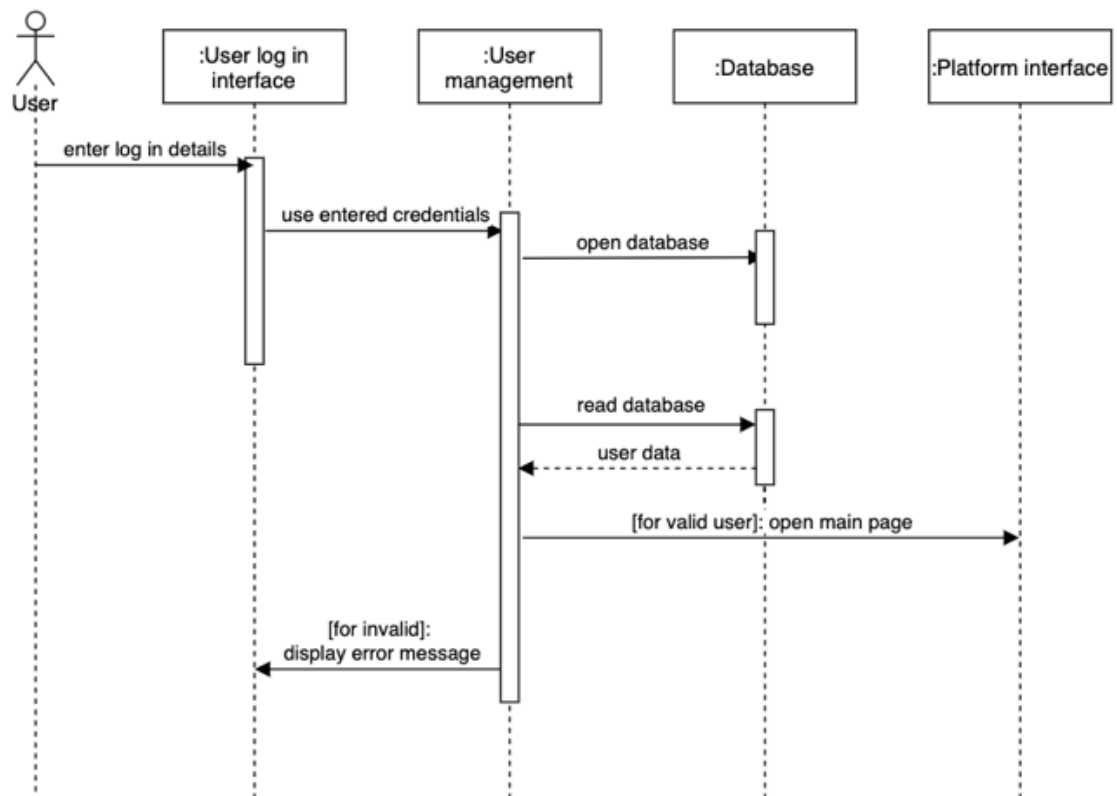 :User log in
interface
:User
management
:Database
:Platform interface
User
enter log in details
use entered credentials
open database
read database
user data
[for valid user]: open main page
[for invalid]:
display error message